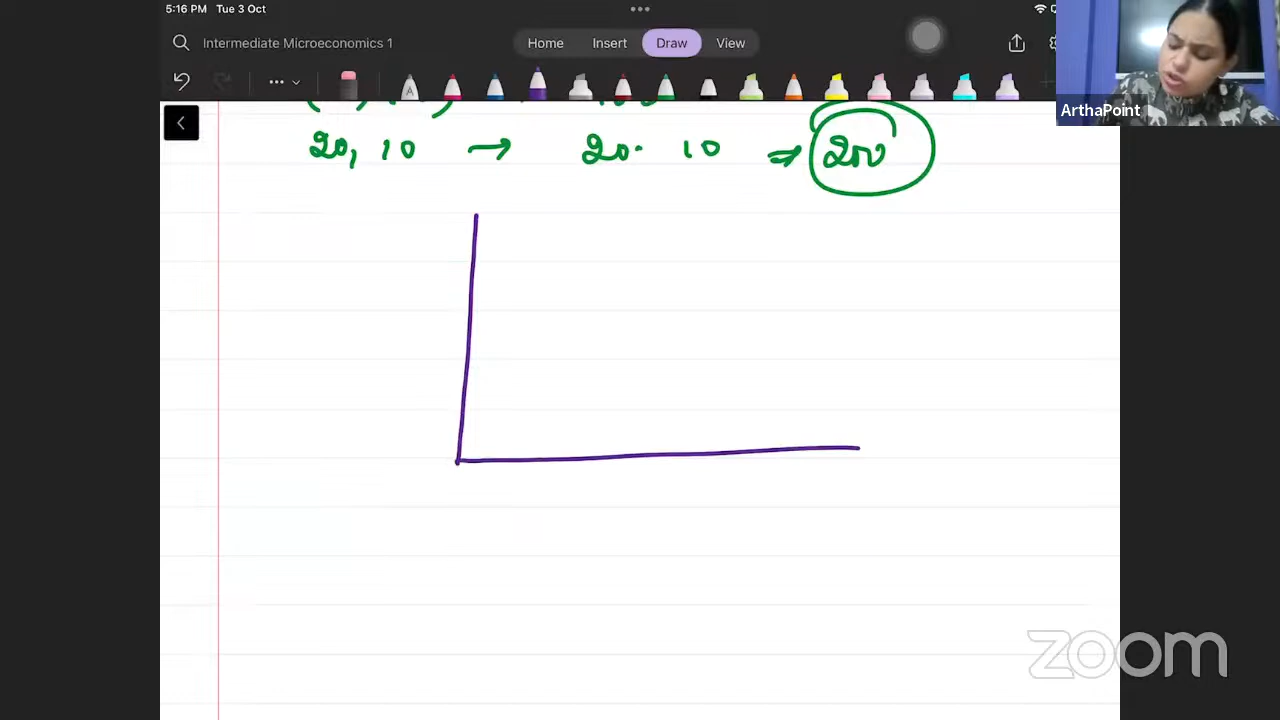 5:16 PM Tue 3 Oct
Intermediate Microeconomics 1
Home Insert Draw View
A
ArthaPoint
20, 10 → 20· 10 ⇒ 200
zoom